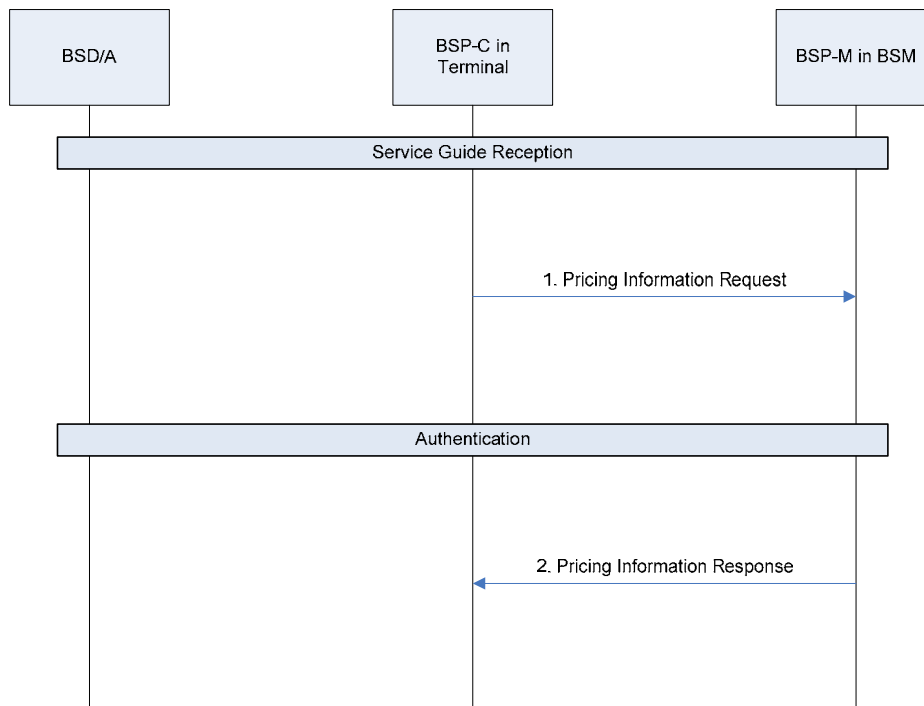 BSD/A
BSP-C in
Terminal
BSP-M in BSM
Service Guide Reception
1. Pricing Information Request
Authentication
2. Pricing Information Response